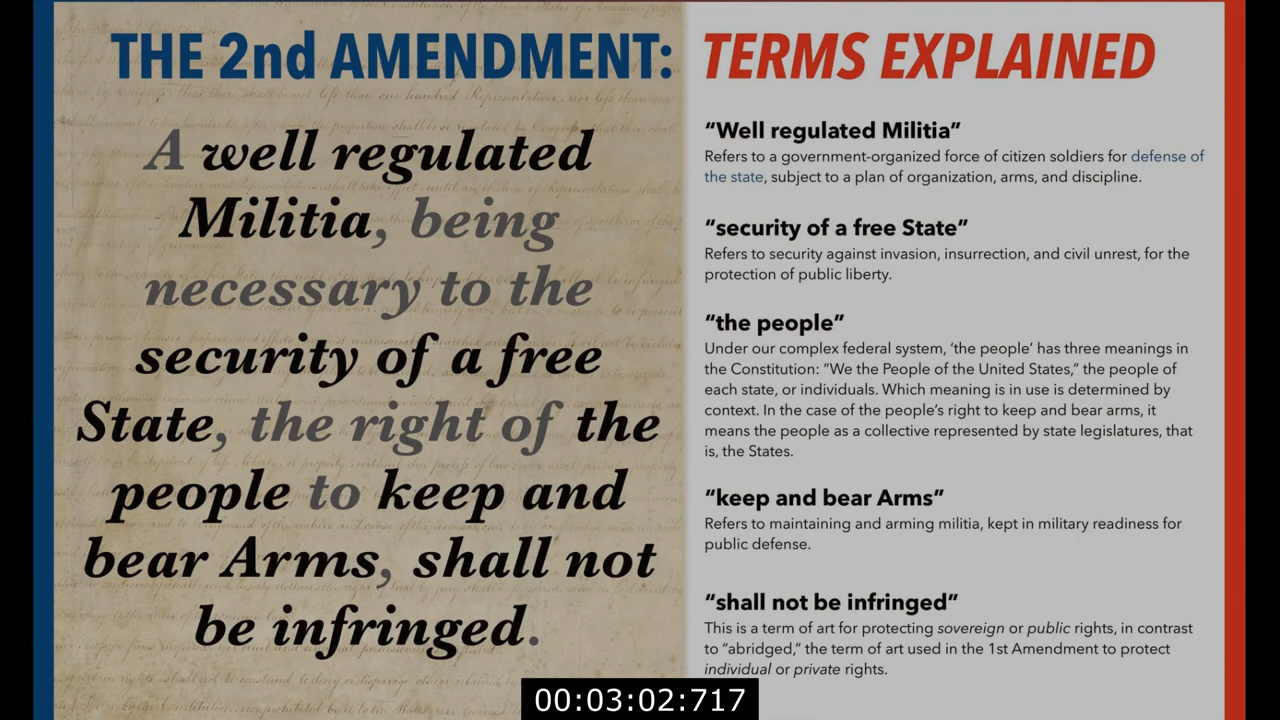 THE 2nd AMENDMENT: TERMS EXPLAINED
A well regulated
Militia, being
necessary to the
security of a free
State, the right of the
people to keep and
bear Arms, shall not
be infringed.
“Well regulated Militia”
Refers to a government-organized force of citizen soldiers for defense of
the state, subject to a plan of organization, arms, and discipline.
“security of a free State”
Refers to security against invasion, insurrection, and civil unrest, for the
protection of public liberty.
“the people”
Under our complex federal system, ‘the people’ has three meanings in
the Constitution: “We the People of the United States,” the people of
each state, or individuals. Which meaning is in use is determined by
context. In the case of the people’s right to keep and bear arms, it
means the people as a collective represented by state legislatures, that
is, the States.
“keep and bear Arms”
Refers to maintaining and arming militia, kept in military readiness for
public defense.
“shall not be infringed”
This is a term of art for protecting sovereign or public rights, in contrast
to “abridged,” the term of art used in the 1st Amendment to protect
individual or private rights.
00:03:02:717